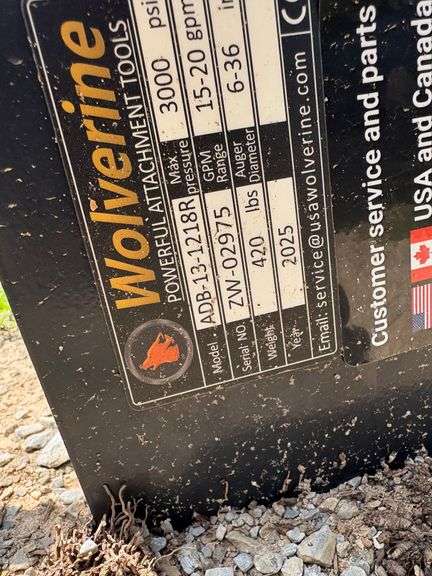 Wolverine
POWERFUL ATTACHMENT TOOLS
Model ADB-13-1218R Max. pressure 3000 psi
Serial NO. ZW-02975 GPM Range 15-20 gpm
Weight 420 lbs Auger Diameter 6-36 in
Year 2025
Email: service@usawolverine.com
Customer service and parts
USA and Canada